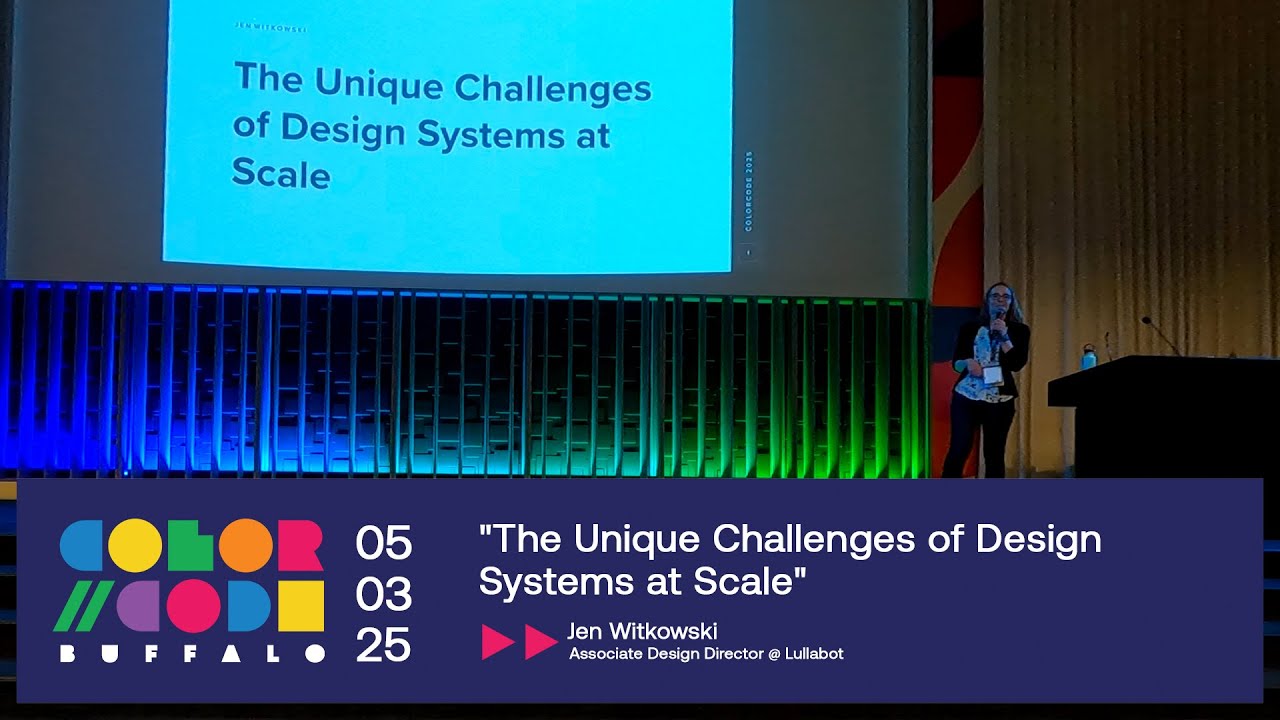 JEN WITKOWSKI
The Unique Challenges
of Design Systems at
Scale
COLORCODE 2025
COLOR
//CODE
BUFFALO
05
03
25
"The Unique Challenges of Design
Systems at Scale"
Jen Witkowski
Associate Design Director @ Lullabot